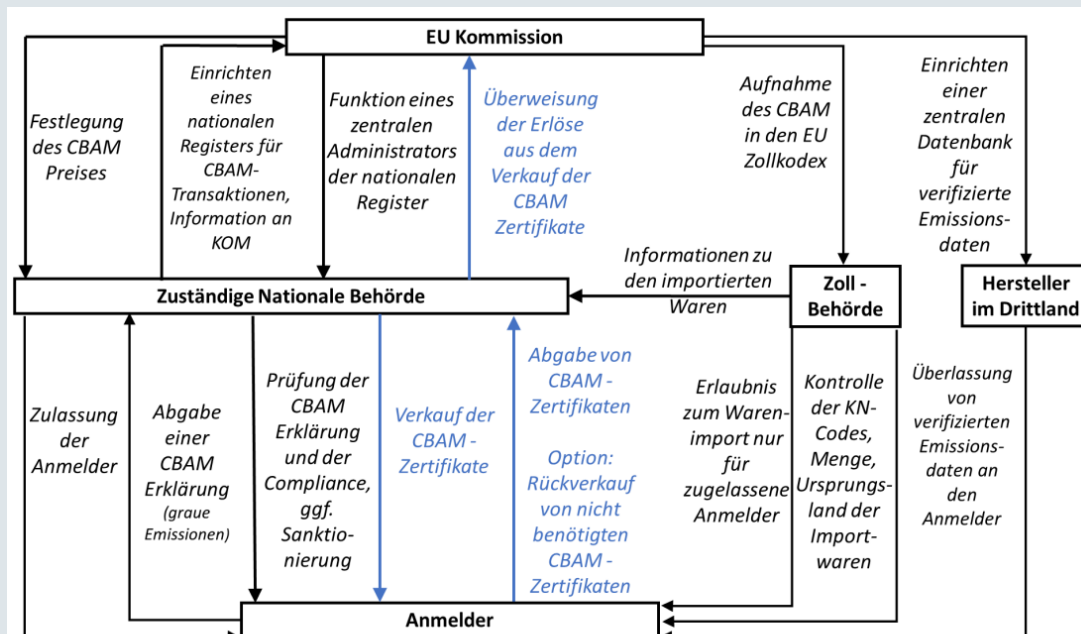 EU Kommission
Festlegung
des CBAM
Preises
Einrichten
eines
nationalen
Registers für
CBAM-
Transaktionen,
Information an
KOM
Funktion eines
zentralen
Administrators
der nationalen
Register
Überweisung
der Erlöse
aus dem
Verkauf der
CBAM
Zertifikate
Aufnahme
des CBAM
in den EU
Zollkodex
Einrichten
einer
zentralen
Datenbank
für
verifizierte
Emissions-
daten
Informationen zu
den importierten
Waren
Zuständige Nationale Behörde
Zoll -
Behörde
Hersteller
im Drittland
Zulassung
der
Anmelder
Abgabe
einer
CBAM
Erklärung
(graue
Emissionen)
Prüfung der
CBAM
Erklärung
und der
Compliance,
ggf.
Sanktio-
nierung
Verkauf der
CBAM -
Zertifikate
Abgabe von
CBAM -
Zertifikaten
Option:
Rückverkauf
von nicht
benötigten
CBAM -
Zertifikaten
Erlaubnis
zum Waren-
import nur
für
zugelassene
Anmelder
Kontrolle
der KN-
Codes,
Menge,
Ursprungs-
land der
Import-
waren
Überlassung
von
verifizierten
Emissions-
daten an
den
Anmelder
Anmelder